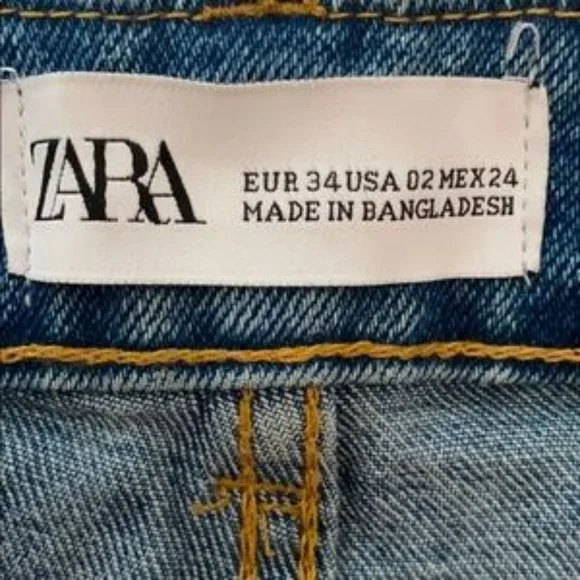 ZARA
EUR 34 USA 02 MEX 24
MADE IN BANGLADESH